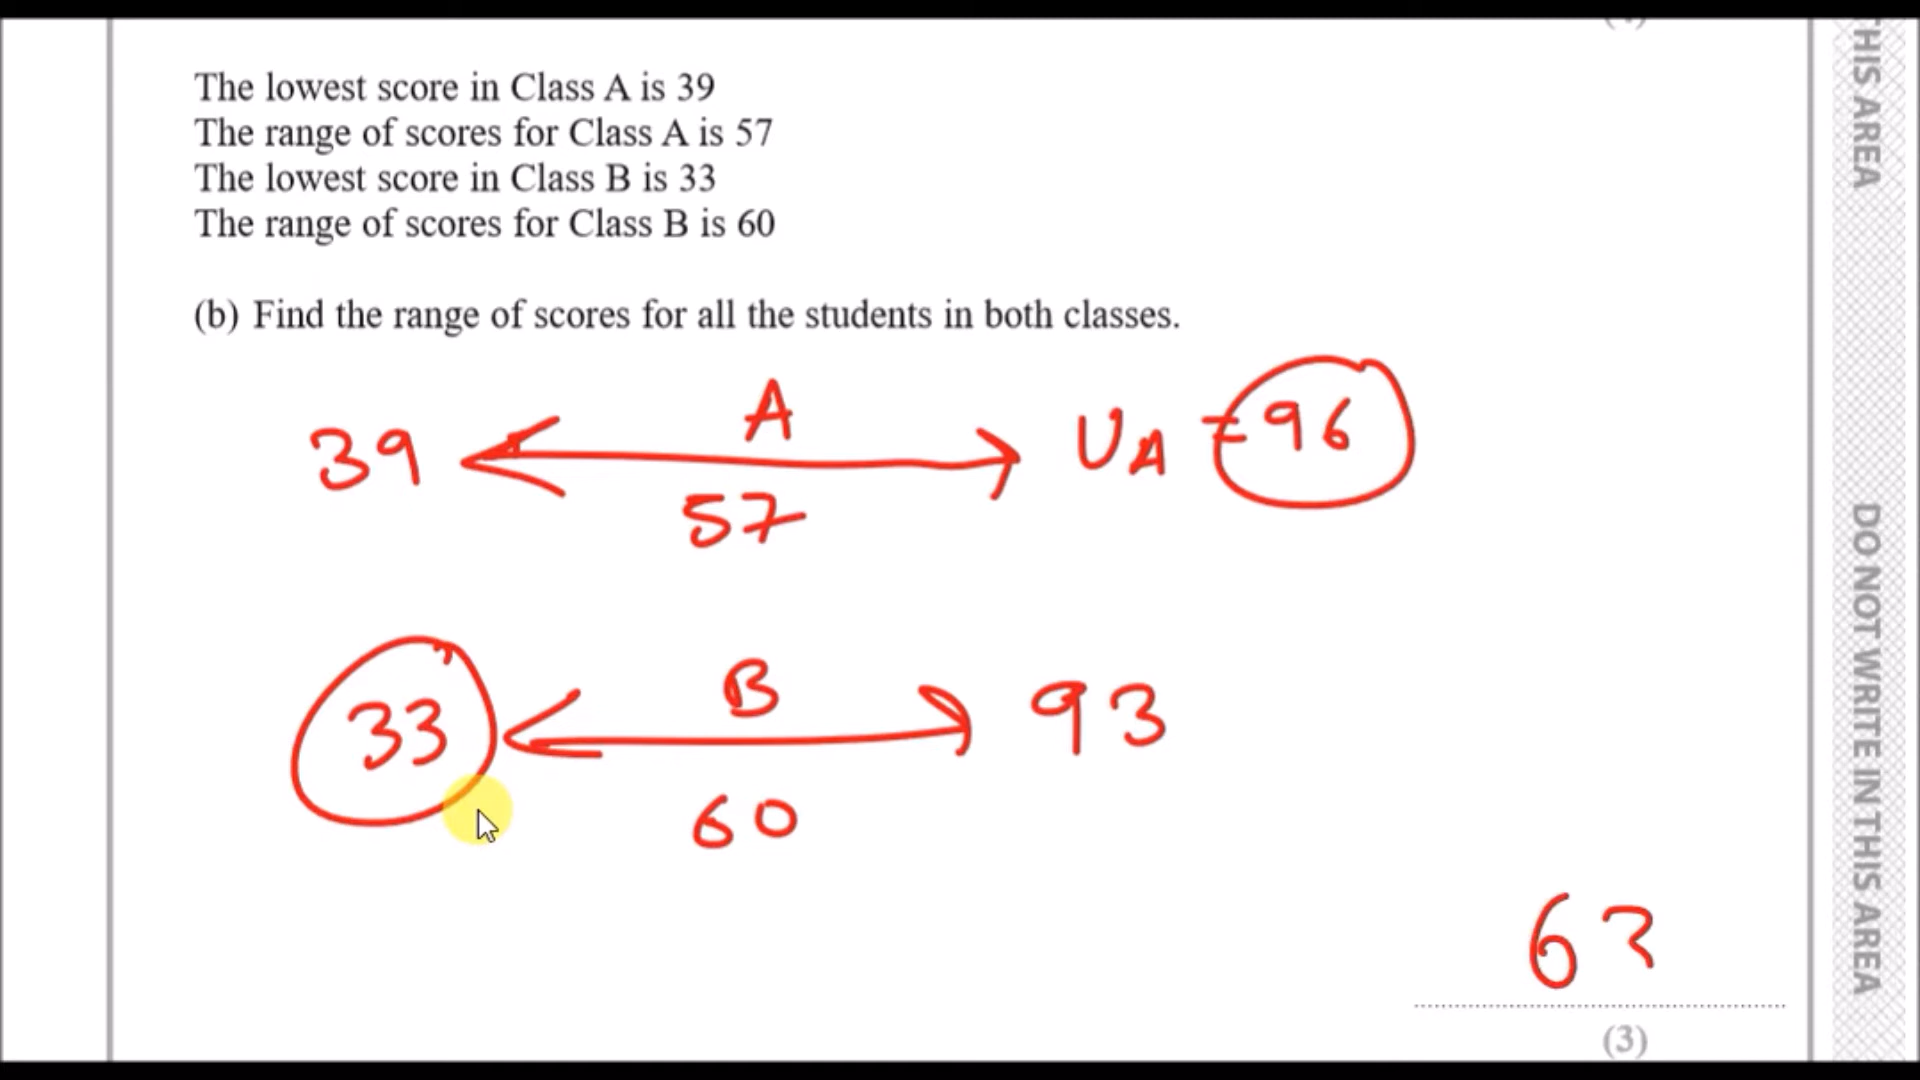 The lowest score in Class A is 39
The range of scores for Class A is 57
The lowest score in Class B is 33
The range of scores for Class B is 60
(b) Find the range of scores for all the students in both classes.
A
39 UA = 96
57
B
33 93
60
63
(3)
THIS AREA
DO NOT WRITE IN THIS AREA